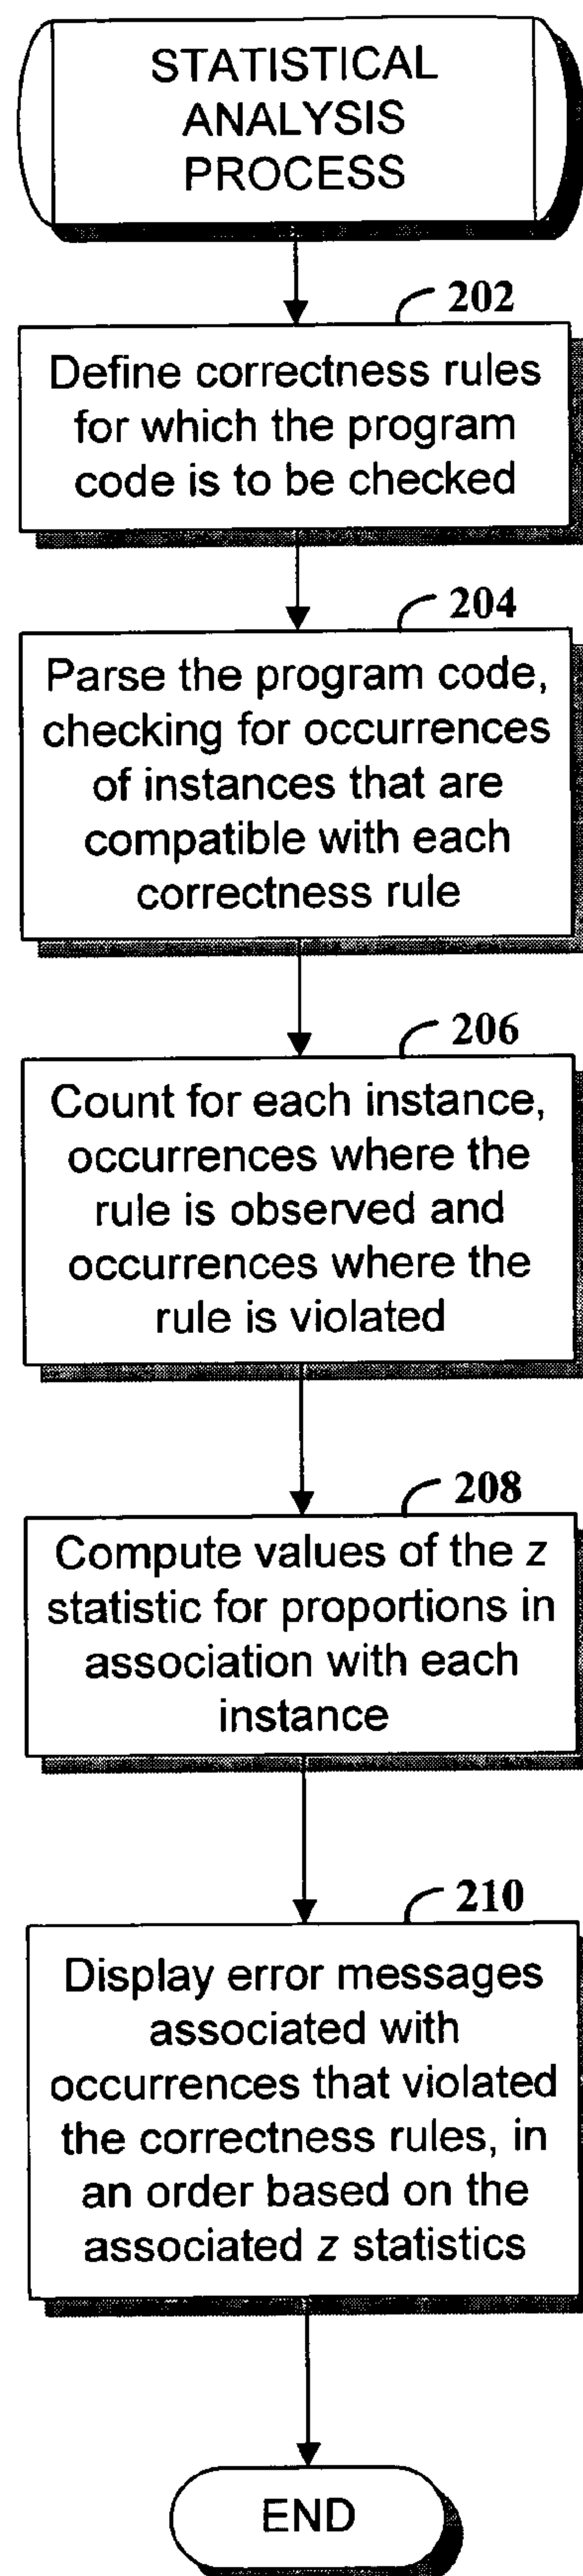 STATISTICAL
ANALYSIS
PROCESS
202
Define correctness rules
for which the program
code is to be checked
204
Parse the program code,
checking for occurrences
of instances that are
compatible with each
correctness rule
206
Count for each instance,
occurrences where the
rule is observed and
occurrences where the
rule is violated
208
Compute values of the z
statistic for proportions in
association with each
instance
210
Display error messages
associated with
occurrences that violated
the correctness rules, in
an order based on the
associated z statistics
END